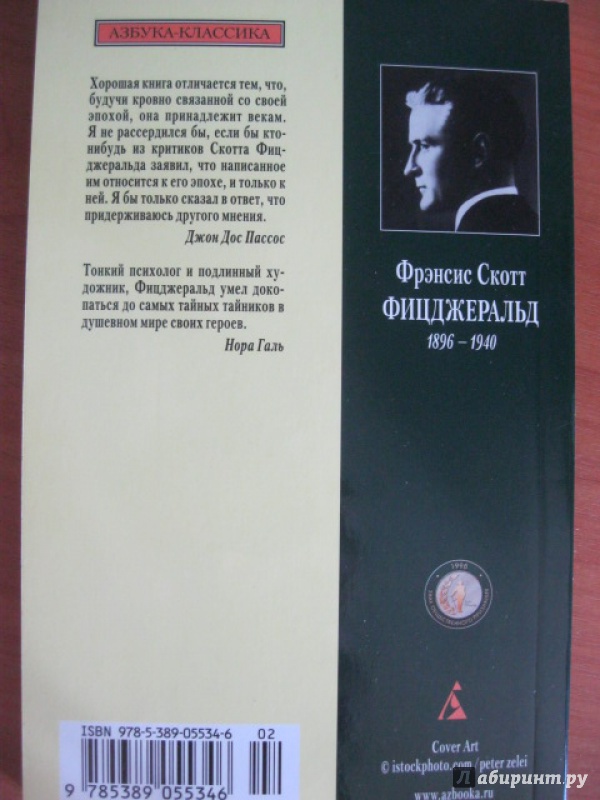 АЗБУКА-КЛАССИКА
Хорошая книга отличается тем, что,
будучи кровно связанной со своей
эпохой, она принадлежит векам.
Я не рассердился бы, если бы кто-
нибудь из критиков Скотта Фиц-
джеральда заявил, что написанное
им относится к его эпохе, и только к
ней. Я бы только сказал в ответ, что
придерживаюсь другого мнения.
Джон Дос Пассос
Тонкий психолог и подлинный ху-
дожник, Фицджеральд умел доко-
паться до самых тайных тайников в
душевном мире своих героев.
Нора Галь
ISBN 978-5-389-05534-6 02
9 785389 055346
Фрэнсис Скотт
ФИЦДЖЕРАЛЬД
1896 – 1940
1996
Cover Art
© istockphoto.com / peter zelei
www.azbooka.ru
Лабиринт.ру